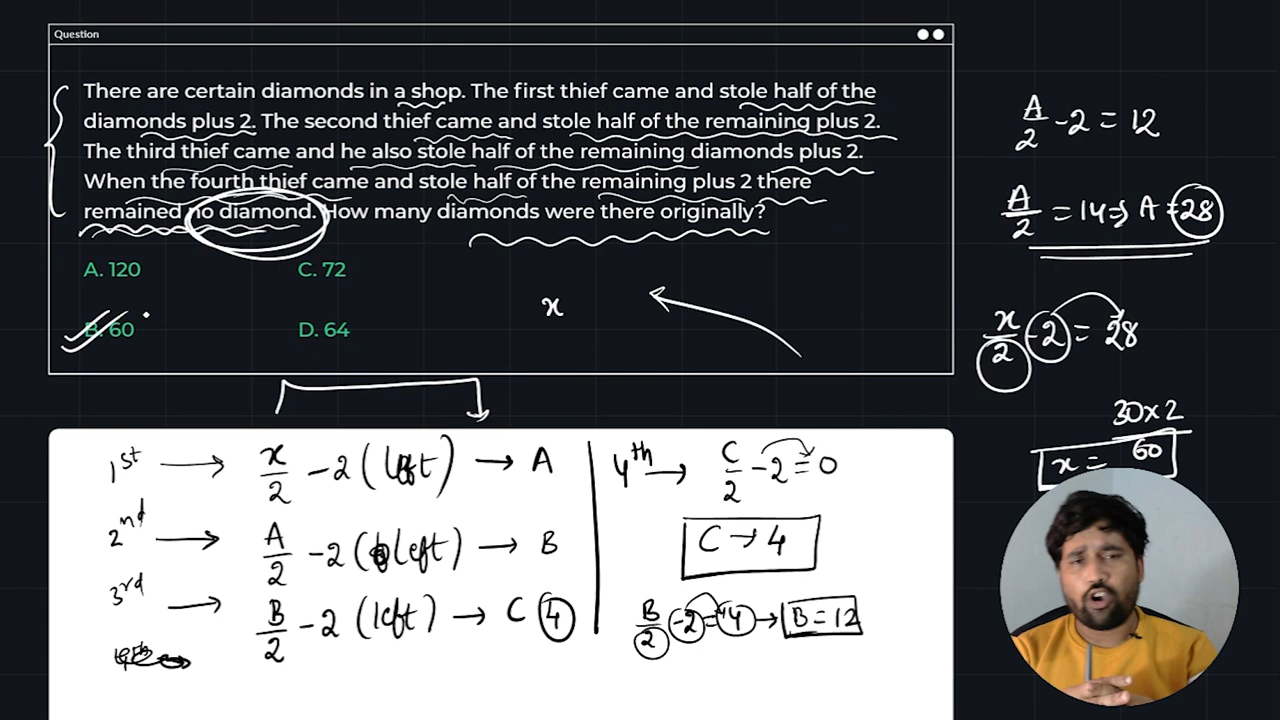 Question
There are certain diamonds in a shop. The first thief came and stole half of the
diamonds plus 2. The second thief came and stole half of the remaining plus 2.
The third thief came and he also stole half of the remaining diamonds plus 2.
When the fourth thief came and stole half of the remaining plus 2 there
remained no diamond. How many diamonds were there originally?
A. 120
C. 72
B. 60
D. 64
x
1st → x/2 - 2 (left) → A
2nd → A/2 - 2 (left) → B
3rd → B/2 - 2 (left) → C 4
4th → C/2 - 2 = 0
C → 4
B/2 - 2 = 4 → B = 12
A/2 - 2 = 12
A/2 = 14 ⇒ A = 28
x/2 - 2 = 28
30 x 2
x = 60